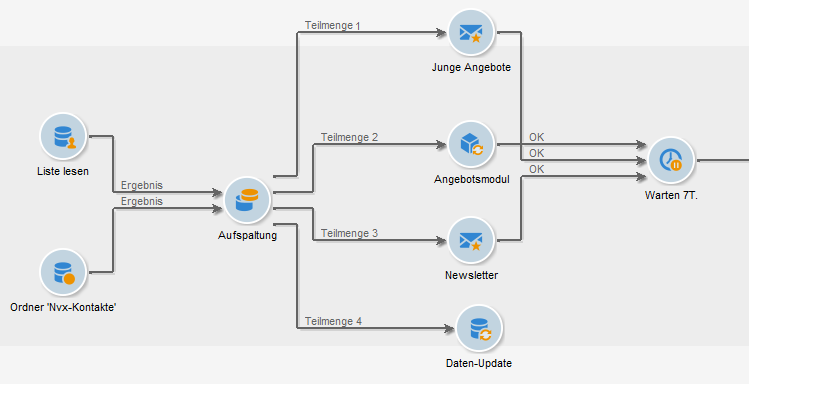 Teilmenge 1
Junge Angebote
Teilmenge 2
OK
Liste lesen
OK
Angebotsmodul
OK
Ergebnis
Warten 7T.
Ergebnis
Aufspaltung
Teilmenge 3
Newsletter
Ordner 'Nvx-Kontakte'
Teilmenge 4
Daten-Update